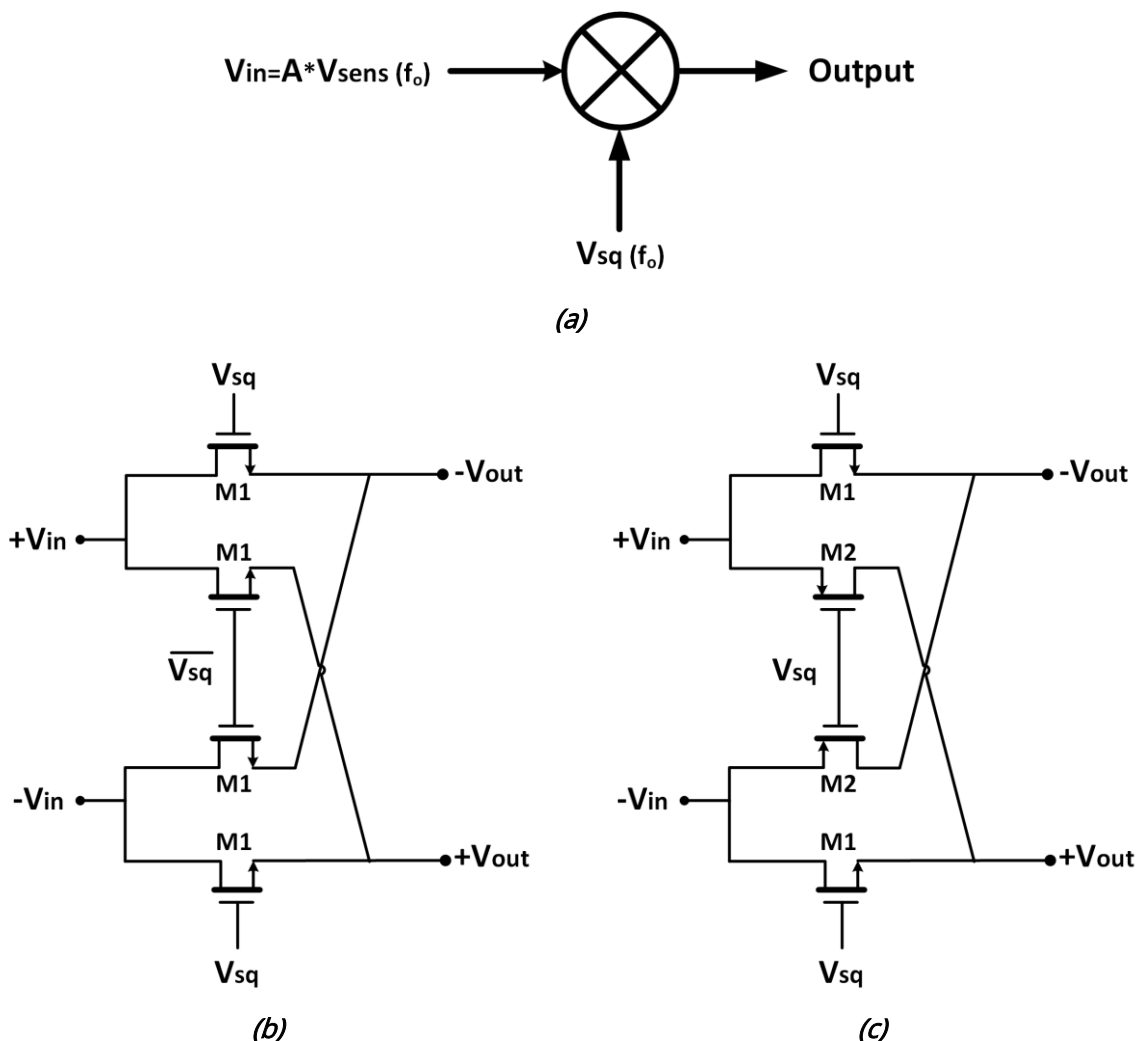 Vin=A*Vsens (fo)
Output
Vsq (fo)
(a)
Vsq
M1
-Vout
+Vin
M1
Vsq
-Vin
M1
M1
+Vout
Vsq
(b)
Vsq
M1
-Vout
+Vin
M2
Vsq
-Vin
M2
M1
+Vout
Vsq
(c)